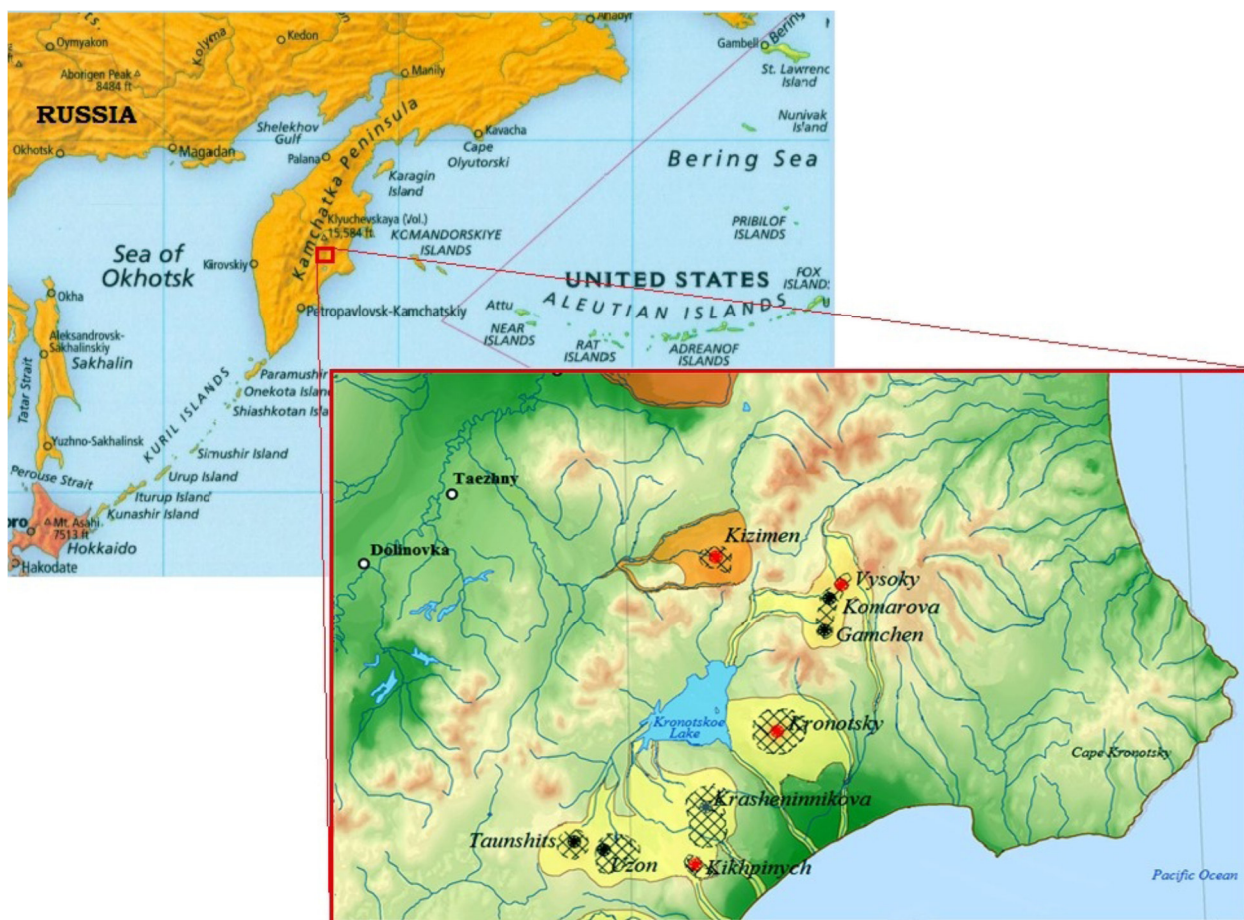 Anadyr
Kedon
Oymyakon
Kolyma
Gambell
Bering
St. Lawrenc
Island
Aborigen Peak
8484 ft
Manily
RUSSIA
Nunivak
Island
Shelekhov
Gulf
Kavacha
Okhotsk
Magadan
Palana
Cape
Olyutorski
Bering Sea
Kamchatka Peninsula
Karagin
Island
Klyuchevskaya (Vol.)
15,584 ft.
PRIBILOF
ISLANDS
KOMANDORSKIYE
ISLANDS
Sea of
Okhotsk
Kirovskiy
UNITED STATES
FOX
ISLANDS
Okha
ALEUTIAN ISLANDS
Attu
Petropavlovsk-Kamchatskiy
NEAR
ISLANDS
Aleksandrovsk-
Sakhalinskiy
RAT
ISLANDS
ADREANOF
ISLANDS
Sakhalin
Tatar Strait
Paramushir
Onekota Island
KURIL ISLANDS
Shiashkotan Isla
Yuzhno-Sakhalinsk
Simushir Island
Perouse Strait
Urup Island
Iturup Island
Kunashir Island
oro
Mt. Asahi
7513 ft
Hokkaido
Hakodate
Taezhny
Dolinovka
Kizimen
Vysoky
Komarova
Gamchen
Kronotskoe
Lake
Kronotsky
Cape Kronotsky
Krasheninnikova
Taunshits
Uzon
Kikhpinych
Pacific Ocean